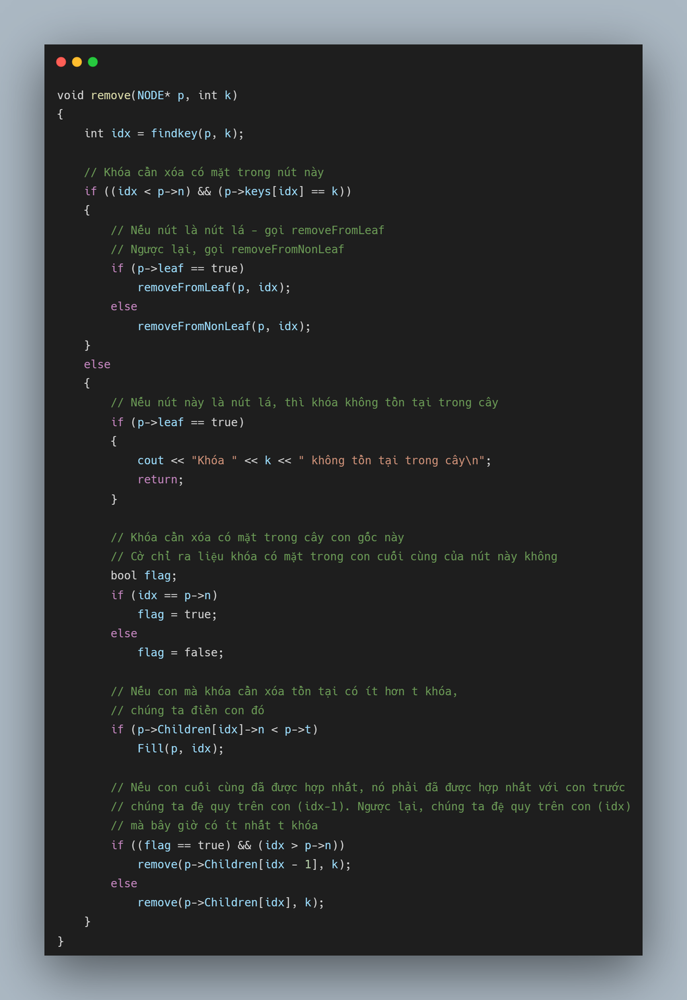 void remove(NODE* p, int k)
{
    int idx = findkey(p, k);

    // Khóa cần xóa có mặt trong nút này
    if ((idx < p->n) && (p->keys[idx] == k))
    {
        // Nếu nút là nút lá - gọi removeFromLeaf
        // Ngược lại, gọi removeFromNonLeaf
        if (p->leaf == true)
            removeFromLeaf(p, idx);
        else
            removeFromNonLeaf(p, idx);
    }
    else
    {
        // Nếu nút này là nút lá, thì khóa không tồn tại trong cây
        if (p->leaf == true)
        {
            cout << "Khóa " << k << " không tồn tại trong cây\n";
            return;
        }

        // Khóa cần xóa có mặt trong cây con gốc này
        // Cờ chỉ ra liệu khóa có mặt trong con cuối cùng của nút này không
        bool flag;
        if (idx == p->n)
            flag = true;
        else
            flag = false;

        // Nếu con mà khóa cần xóa tồn tại có ít hơn t khóa,
        // chúng ta điền con đó
        if (p->Children[idx]->n < p->t)
            Fill(p, idx);

        // Nếu con cuối cùng đã được hợp nhất, nó phải đã được hợp nhất với con trước
        // chúng ta đệ quy trên con (idx-1). Ngược lại, chúng ta đệ quy trên con (idx)
        // mà bây giờ có ít nhất t khóa
        if ((flag == true) && (idx > p->n))
            remove(p->Children[idx - 1], k);
        else
            remove(p->Children[idx], k);
    }
}